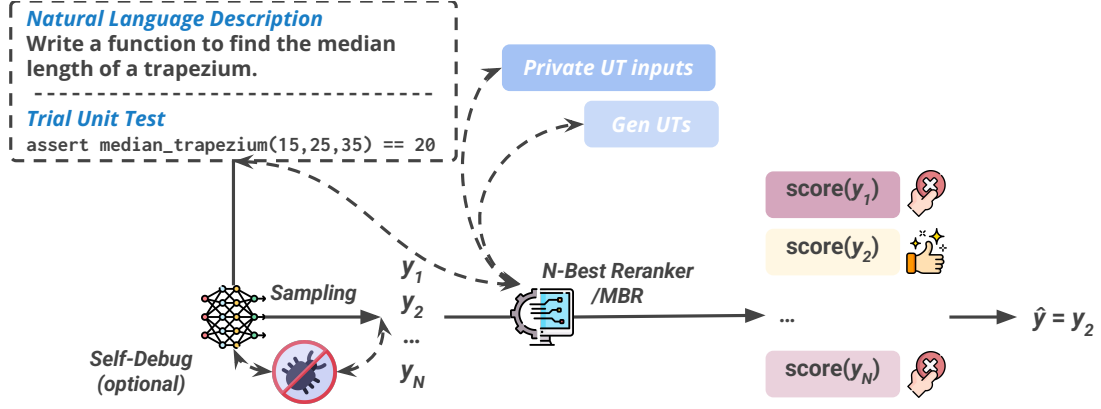 Natural Language Description
Write a function to find the median
length of a trapezium.
Trial Unit Test
assert median_trapezium(15,25,35) == 20
Private UT inputs
Gen UTs
Sampling
Self-Debug
(optional)
y1
y2
...
yN
N-Best Reranker
/MBR
score(y1)
score(y2)
...
score(yN)
ŷ = y2